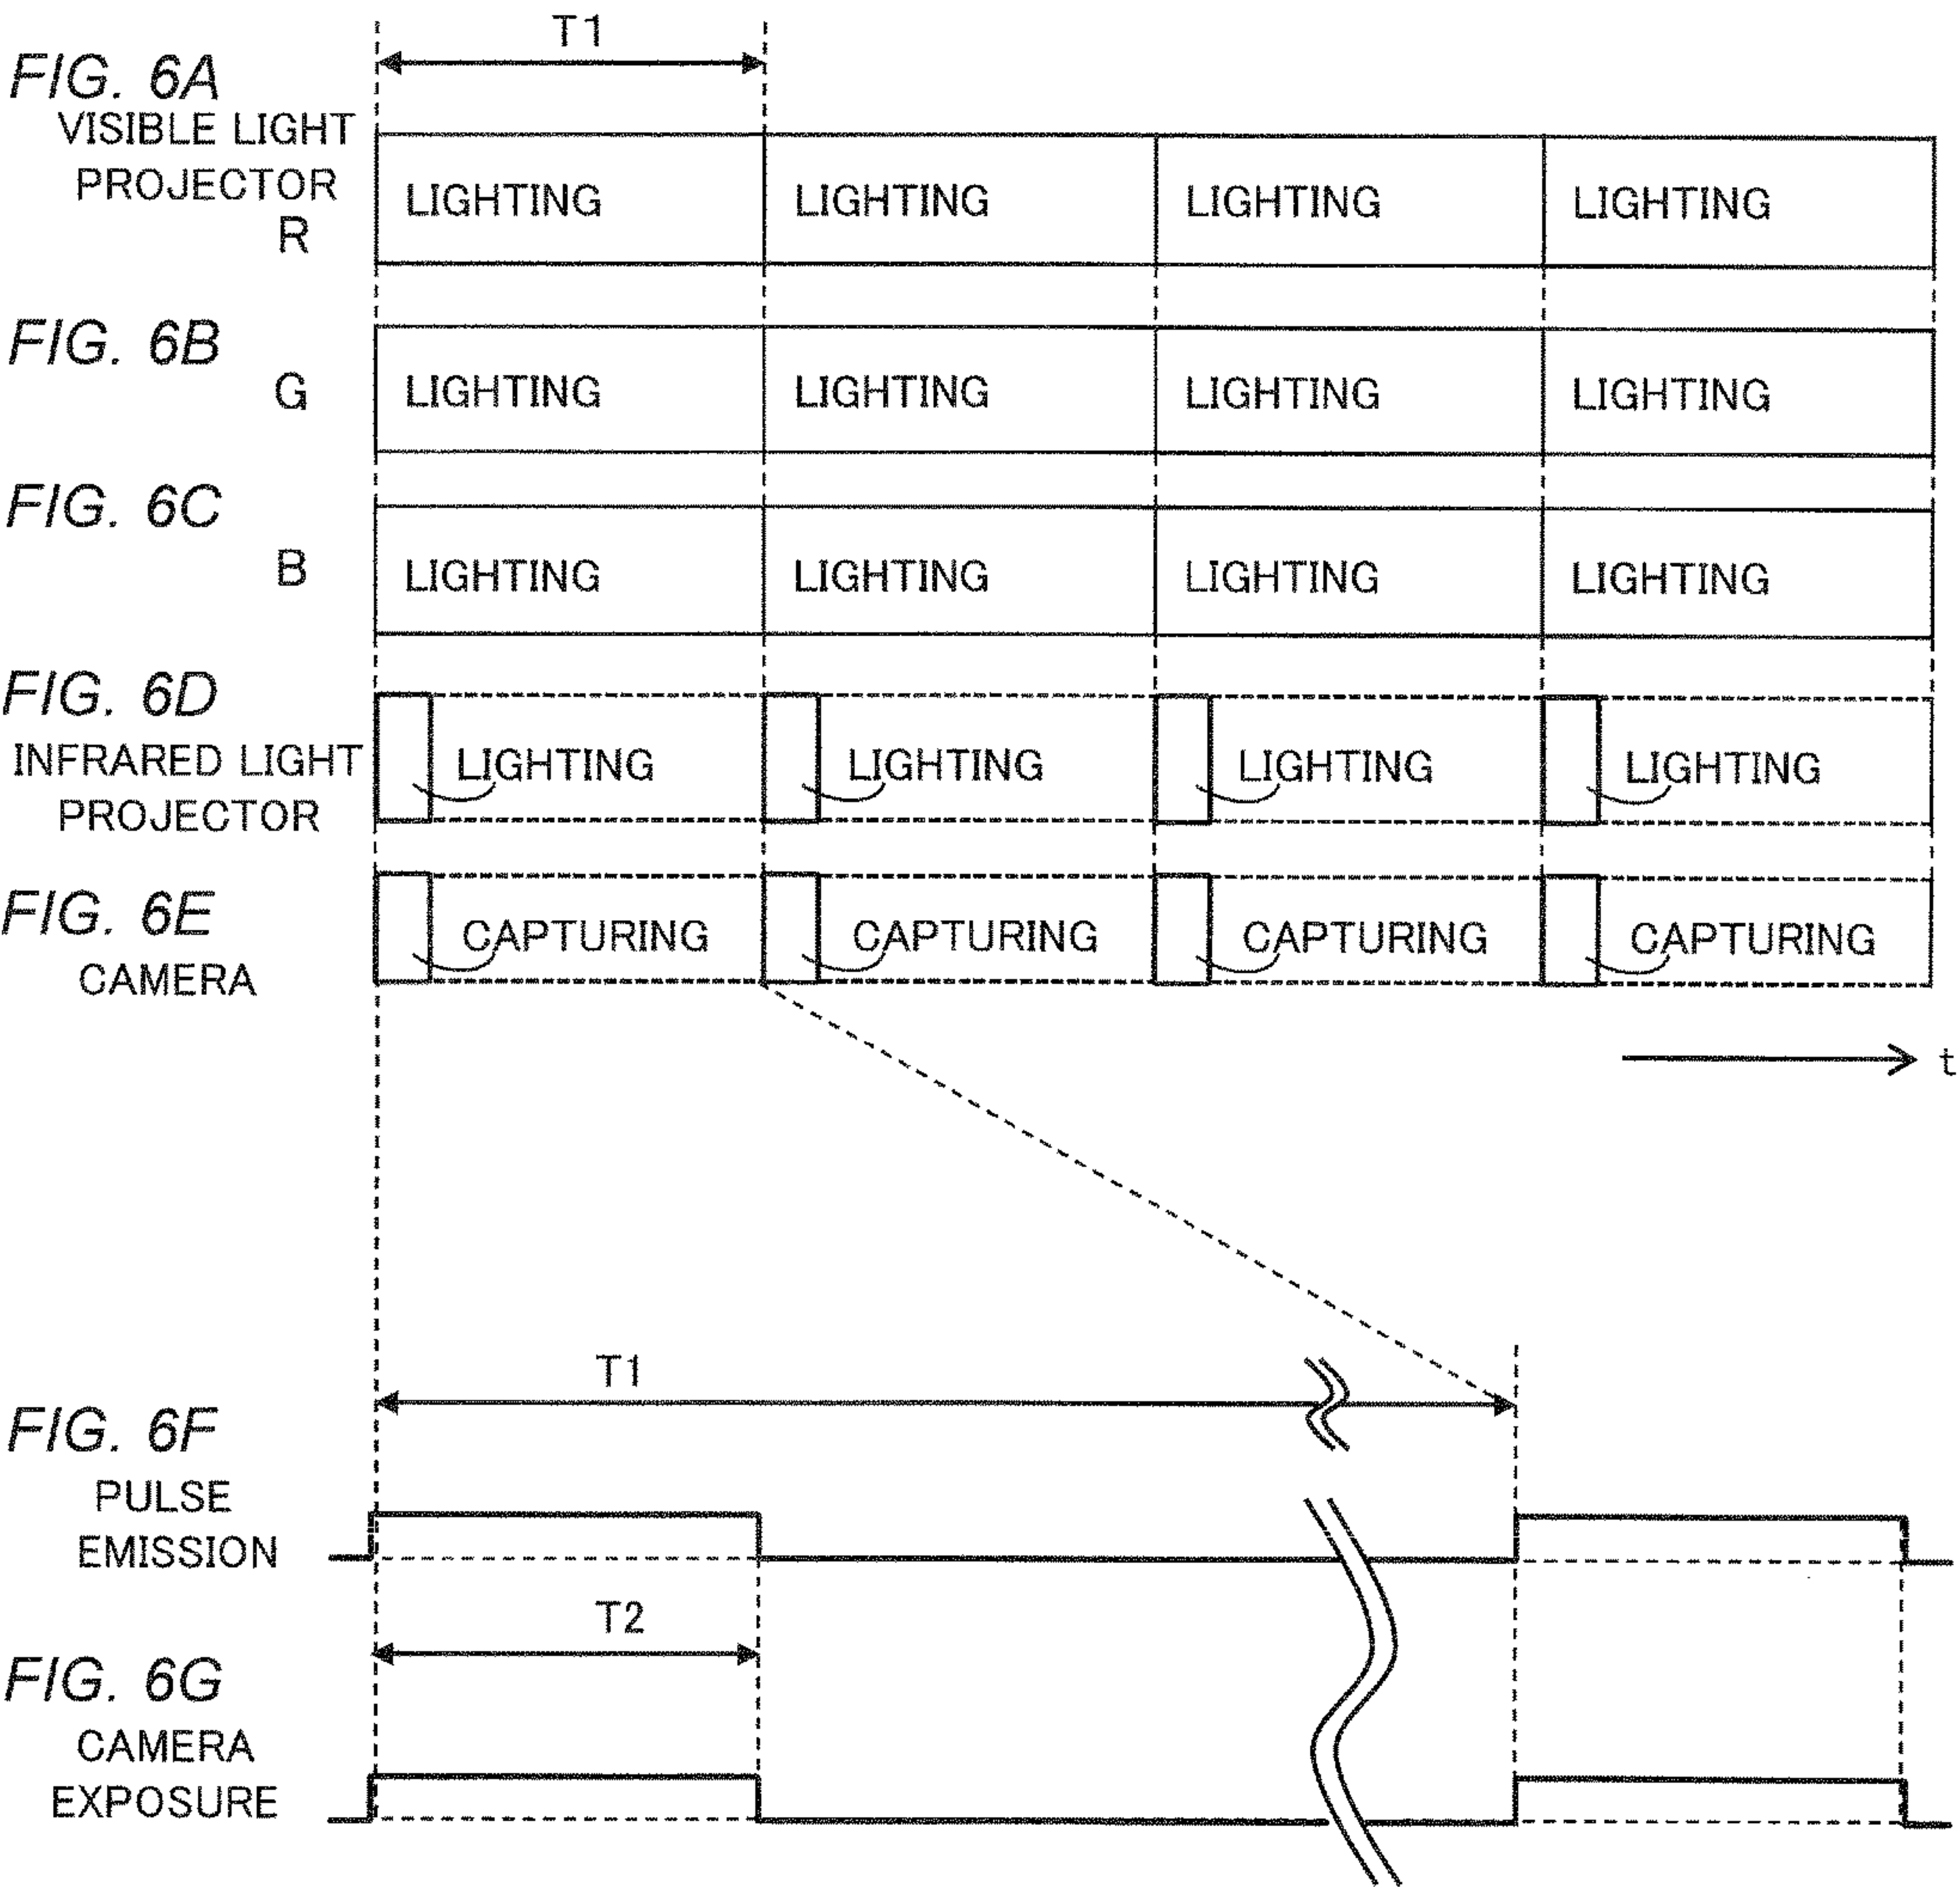 T1
FIG. 6A
VISIBLE LIGHT
PROJECTOR
R
LIGHTING LIGHTING LIGHTING LIGHTING
FIG. 6B
G
LIGHTING LIGHTING LIGHTING LIGHTING
FIG. 6C
B
LIGHTING LIGHTING LIGHTING LIGHTING
FIG. 6D
INFRARED LIGHT
PROJECTOR
LIGHTING LIGHTING LIGHTING LIGHTING
FIG. 6E
CAMERA
CAPTURING CAPTURING CAPTURING CAPTURING
t
T1
FIG. 6F
PULSE
EMISSION
T2
FIG. 6G
CAMERA
EXPOSURE